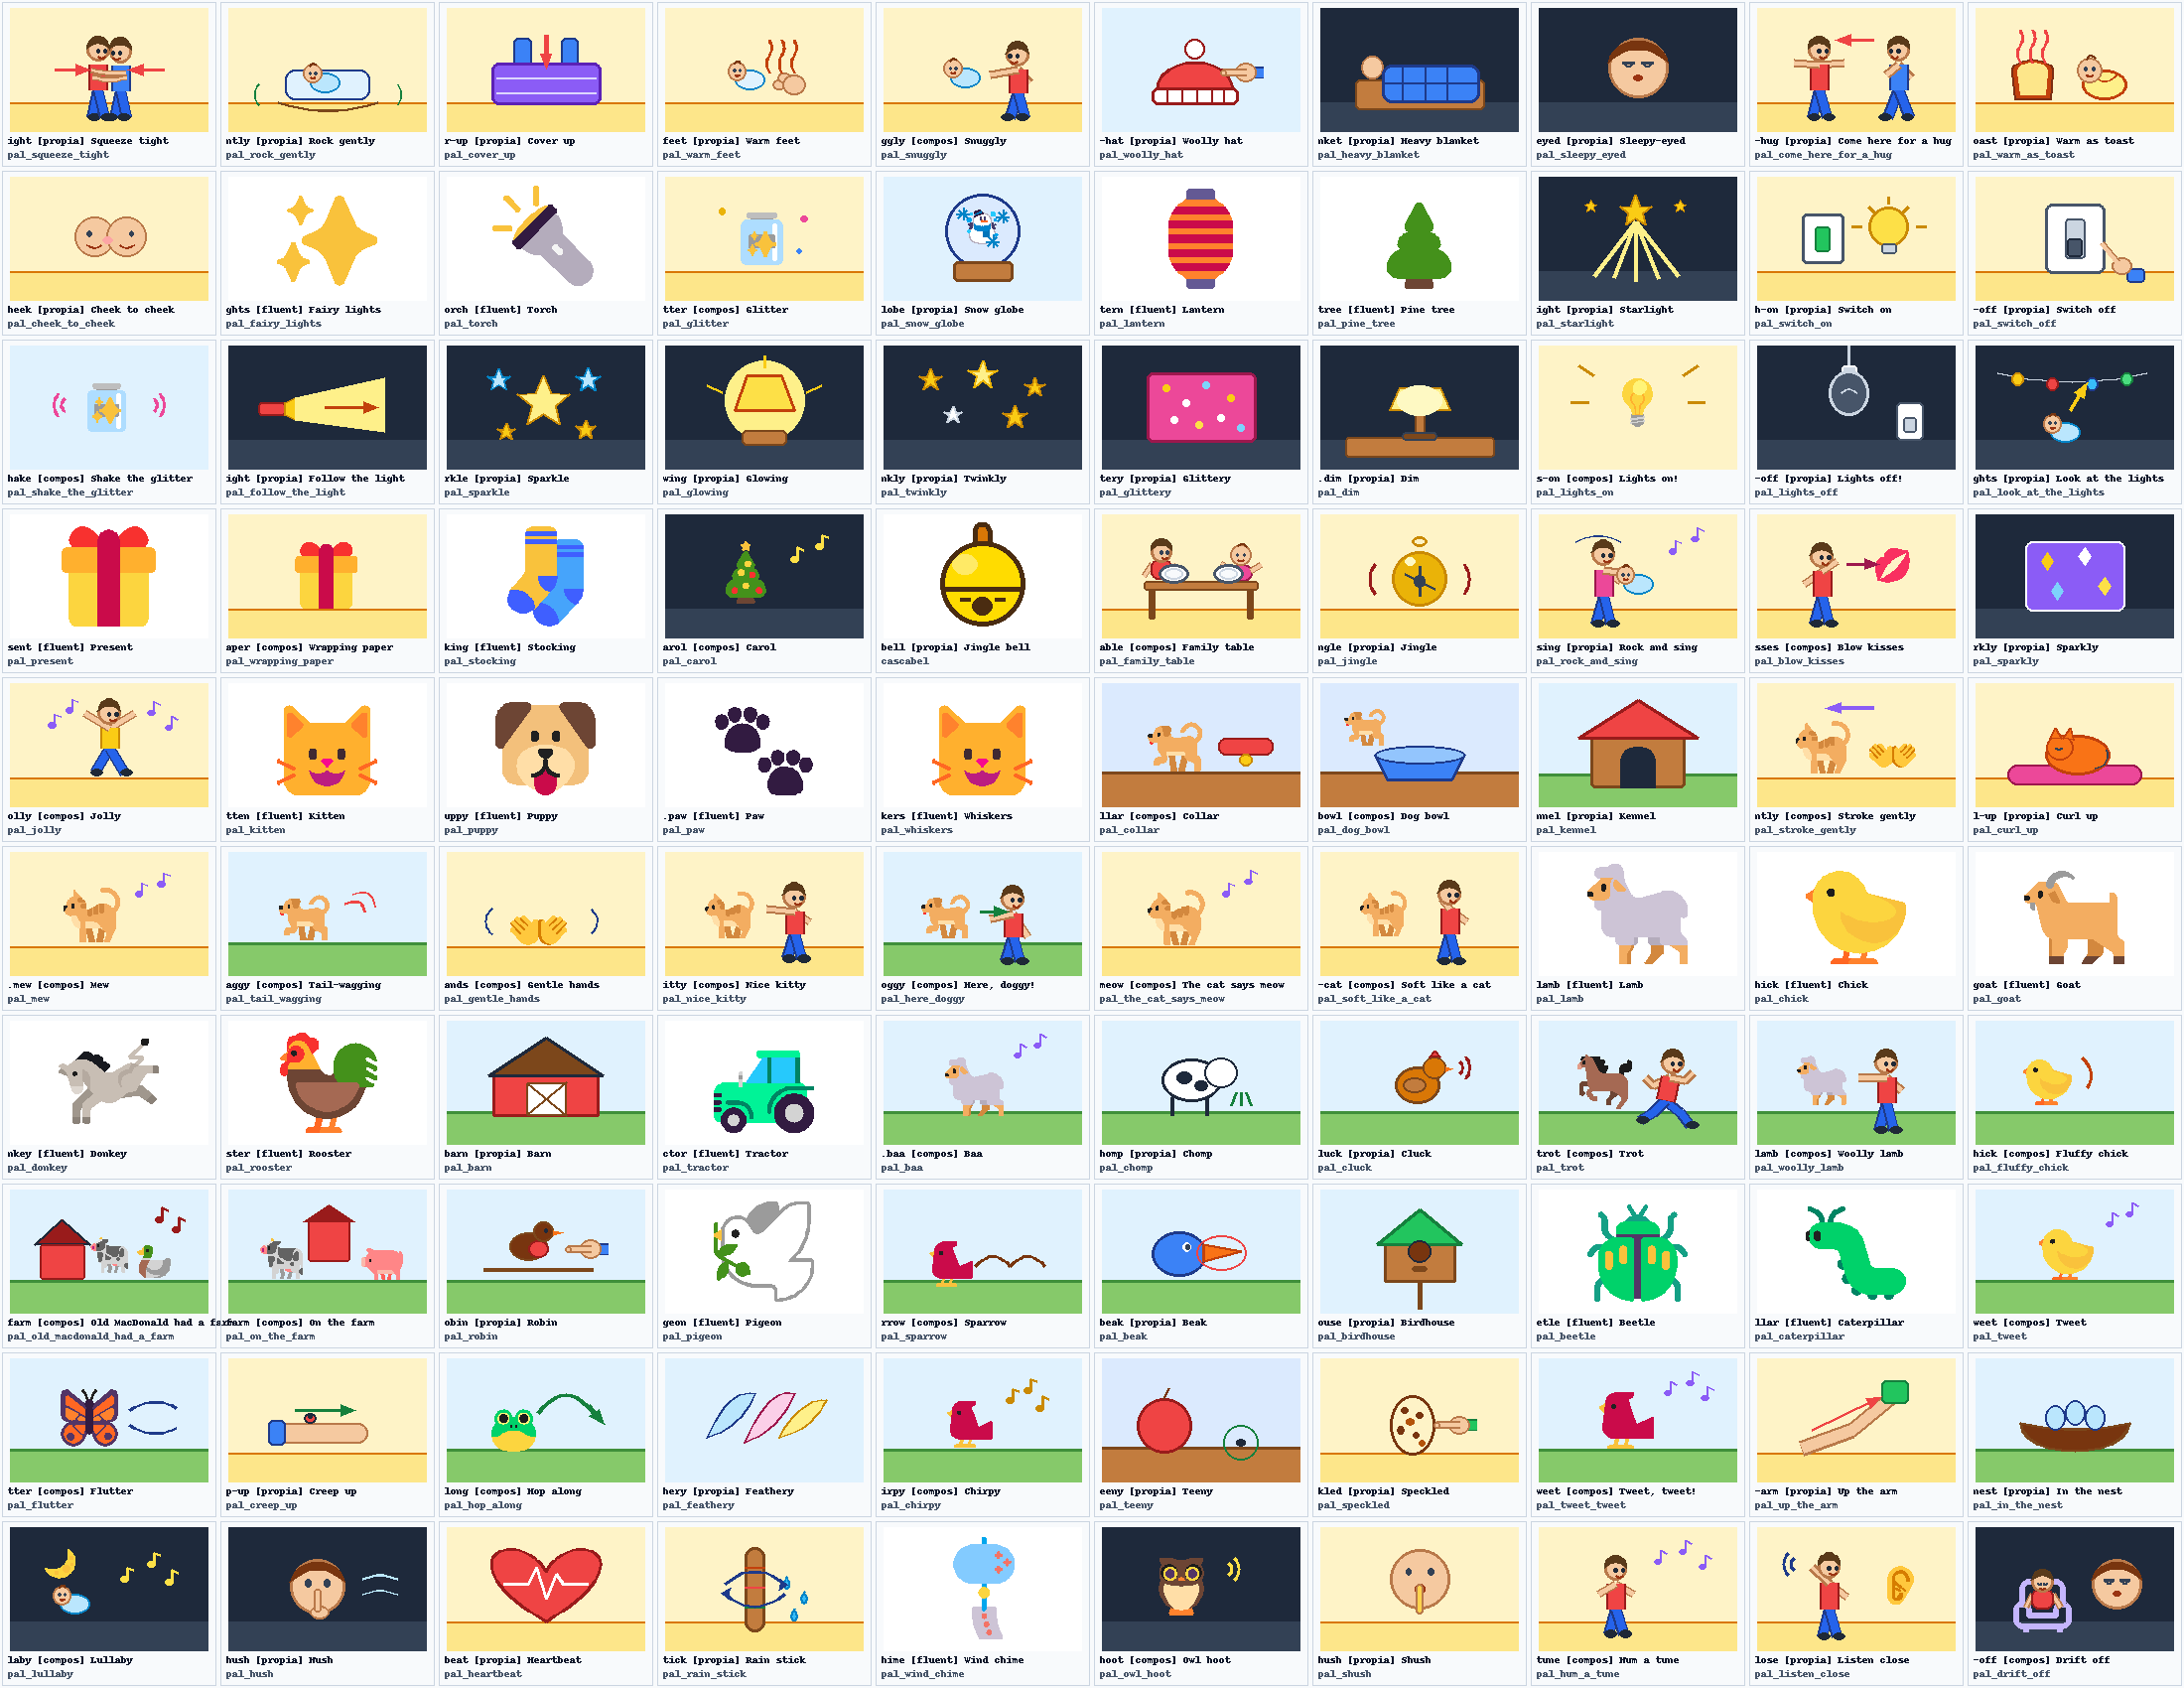 ight [propia] Squeeze tight
pal_squeeze_tight
ntly [propia] Rock gently
pal_rock_gently
r-up [propia] Cover up
pal_cover_up
feet [propia] Warm feet
pal_warm_feet
ggly [compos] Snuggly
pal_snuggly
-hat [propia] Woolly hat
pal_woolly_hat
nket [propia] Heavy blanket
pal_heavy_blanket
eyed [propia] Sleepy-eyed
pal_sleepy_eyed
-hug [propia] Come here for a hug
pal_come_here_for_a_hug
oast [propia] Warm as toast
pal_warm_as_toast
heek [propia] Cheek to cheek
pal_cheek_to_cheek
ghts [fluent] Fairy lights
pal_fairy_lights
orch [fluent] Torch
pal_torch
tter [compos] Glitter
pal_glitter
lobe [propia] Snow globe
pal_snow_globe
tern [fluent] Lantern
pal_lantern
tree [fluent] Pine tree
pal_pine_tree
ight [propia] Starlight
pal_starlight
h-on [propia] Switch on
pal_switch_on
-off [propia] Switch off
pal_switch_off
hake [compos] Shake the glitter
pal_shake_the_glitter
ight [propia] Follow the light
pal_follow_the_light
rkle [propia] Sparkle
pal_sparkle
wing [propia] Glowing
pal_glowing
nkly [propia] Twinkly
pal_twinkly
tery [propia] Glittery
pal_glittery
.dim [propia] Dim
pal_dim
s-on [compos] Lights on!
pal_lights_on
-off [propia] Lights off!
pal_lights_off
ghts [propia] Look at the lights
pal_look_at_the_lights
sent [fluent] Present
pal_present
aper [compos] Wrapping paper
pal_wrapping_paper
king [fluent] Stocking
pal_stocking
arol [compos] Carol
pal_carol
bell [propia] Jingle bell
cascabel
able [compos] Family table
pal_family_table
ngle [propia] Jingle
pal_jingle
sing [propia] Rock and sing
pal_rock_and_sing
sses [compos] Blow kisses
pal_blow_kisses
rkly [propia] Sparkly
pal_sparkly
olly [compos] Jolly
pal_jolly
tten [fluent] Kitten
pal_kitten
uppy [fluent] Puppy
pal_puppy
.paw [fluent] Paw
pal_paw
kers [fluent] Whiskers
pal_whiskers
llar [compos] Collar
pal_collar
bowl [compos] Dog bowl
pal_dog_bowl
nnel [propia] Kennel
pal_kennel
ntly [compos] Stroke gently
pal_stroke_gently
l-up [propia] Curl up
pal_curl_up
.mew [compos] Mew
pal_mew
aggy [compos] Tail-wagging
pal_tail_wagging
ands [compos] Gentle hands
pal_gentle_hands
itty [compos] Nice kitty
pal_nice_kitty
oggy [compos] Here, doggy!
pal_here_doggy
meow [compos] The cat says meow
pal_the_cat_says_meow
-cat [compos] Soft like a cat
pal_soft_like_a_cat
lamb [fluent] Lamb
pal_lamb
hick [fluent] Chick
pal_chick
goat [fluent] Goat
pal_goat
nkey [fluent] Donkey
pal_donkey
ster [fluent] Rooster
pal_rooster
barn [propia] Barn
pal_barn
ctor [fluent] Tractor
pal_tractor
.baa [compos] Baa
pal_baa
homp [propia] Chomp
pal_chomp
luck [propia] Cluck
pal_cluck
trot [compos] Trot
pal_trot
lamb [compos] Woolly lamb
pal_woolly_lamb
hick [compos] Fluffy chick
pal_fluffy_chick
farm [compos] Old MacDonald had a farm
pal_old_macdonald_had_a_farm
farm [compos] On the farm
pal_on_the_farm
obin [propia] Robin
pal_robin
geon [fluent] Pigeon
pal_pigeon
rrow [compos] Sparrow
pal_sparrow
beak [propia] Beak
pal_beak
ouse [propia] Birdhouse
pal_birdhouse
etle [fluent] Beetle
pal_beetle
llar [fluent] Caterpillar
pal_caterpillar
weet [compos] Tweet
pal_tweet
tter [compos] Flutter
pal_flutter
p-up [propia] Creep up
pal_creep_up
long [compos] Hop along
pal_hop_along
hery [propia] Feathery
pal_feathery
irpy [compos] Chirpy
pal_chirpy
eeny [propia] Teeny
pal_teeny
kled [propia] Speckled
pal_speckled
weet [compos] Tweet, tweet!
pal_tweet_tweet
-arm [propia] Up the arm
pal_up_the_arm
nest [propia] In the nest
pal_in_the_nest
laby [compos] Lullaby
pal_lullaby
hush [propia] Hush
pal_hush
beat [propia] Heartbeat
pal_heartbeat
tick [propia] Rain stick
pal_rain_stick
hime [fluent] Wind chime
pal_wind_chime
hoot [compos] Owl hoot
pal_owl_hoot
hush [propia] Shush
pal_shush
tune [compos] Hum a tune
pal_hum_a_tune
lose [propia] Listen close
pal_listen_close
-off [compos] Drift off
pal_drift_off